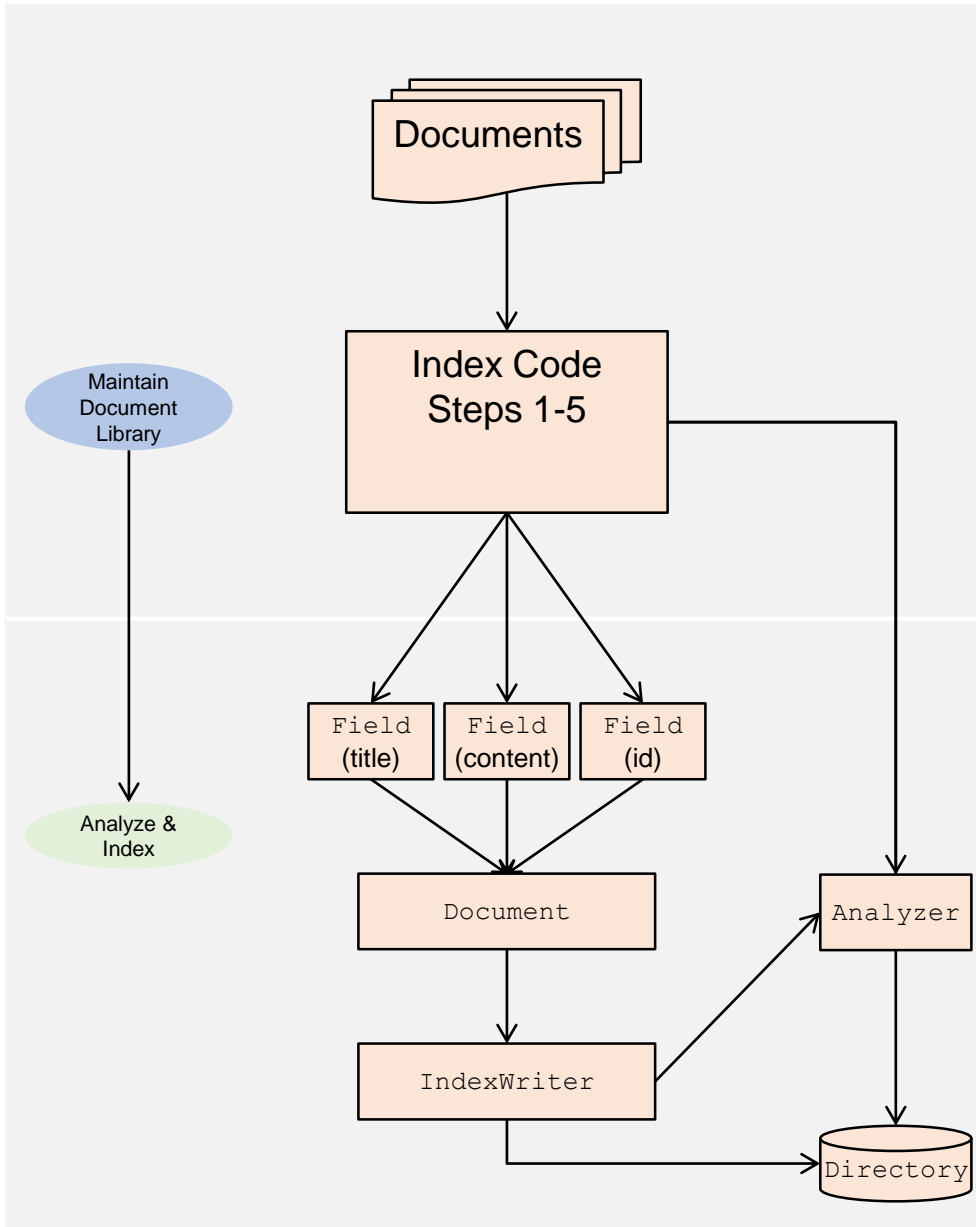 Documents
Index Code
Steps 1-5
Maintain
Document
Library
Field
(title)
Field
(content)
Field
(id)
Analyze &
Index
Document
Analyzer
IndexWriter
Directory